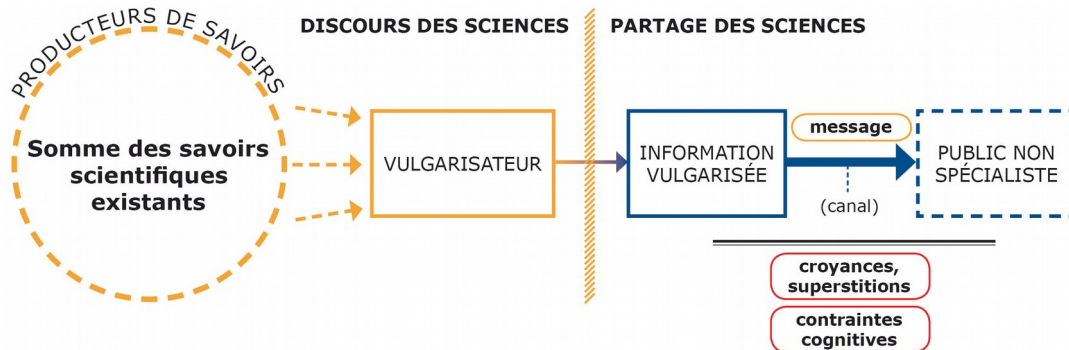 PRODUCTEURS DE SAVOIRS
Somme des savoirs
scientifiques
existants
DISCOURS DES SCIENCES
VULGARISATEUR
PARTAGE DES SCIENCES
INFORMATION
VULGARISÉE
message
(canal)
PUBLIC NON
SPÉCIALISTE
croyances,
superstitions
contraintes
cognitives